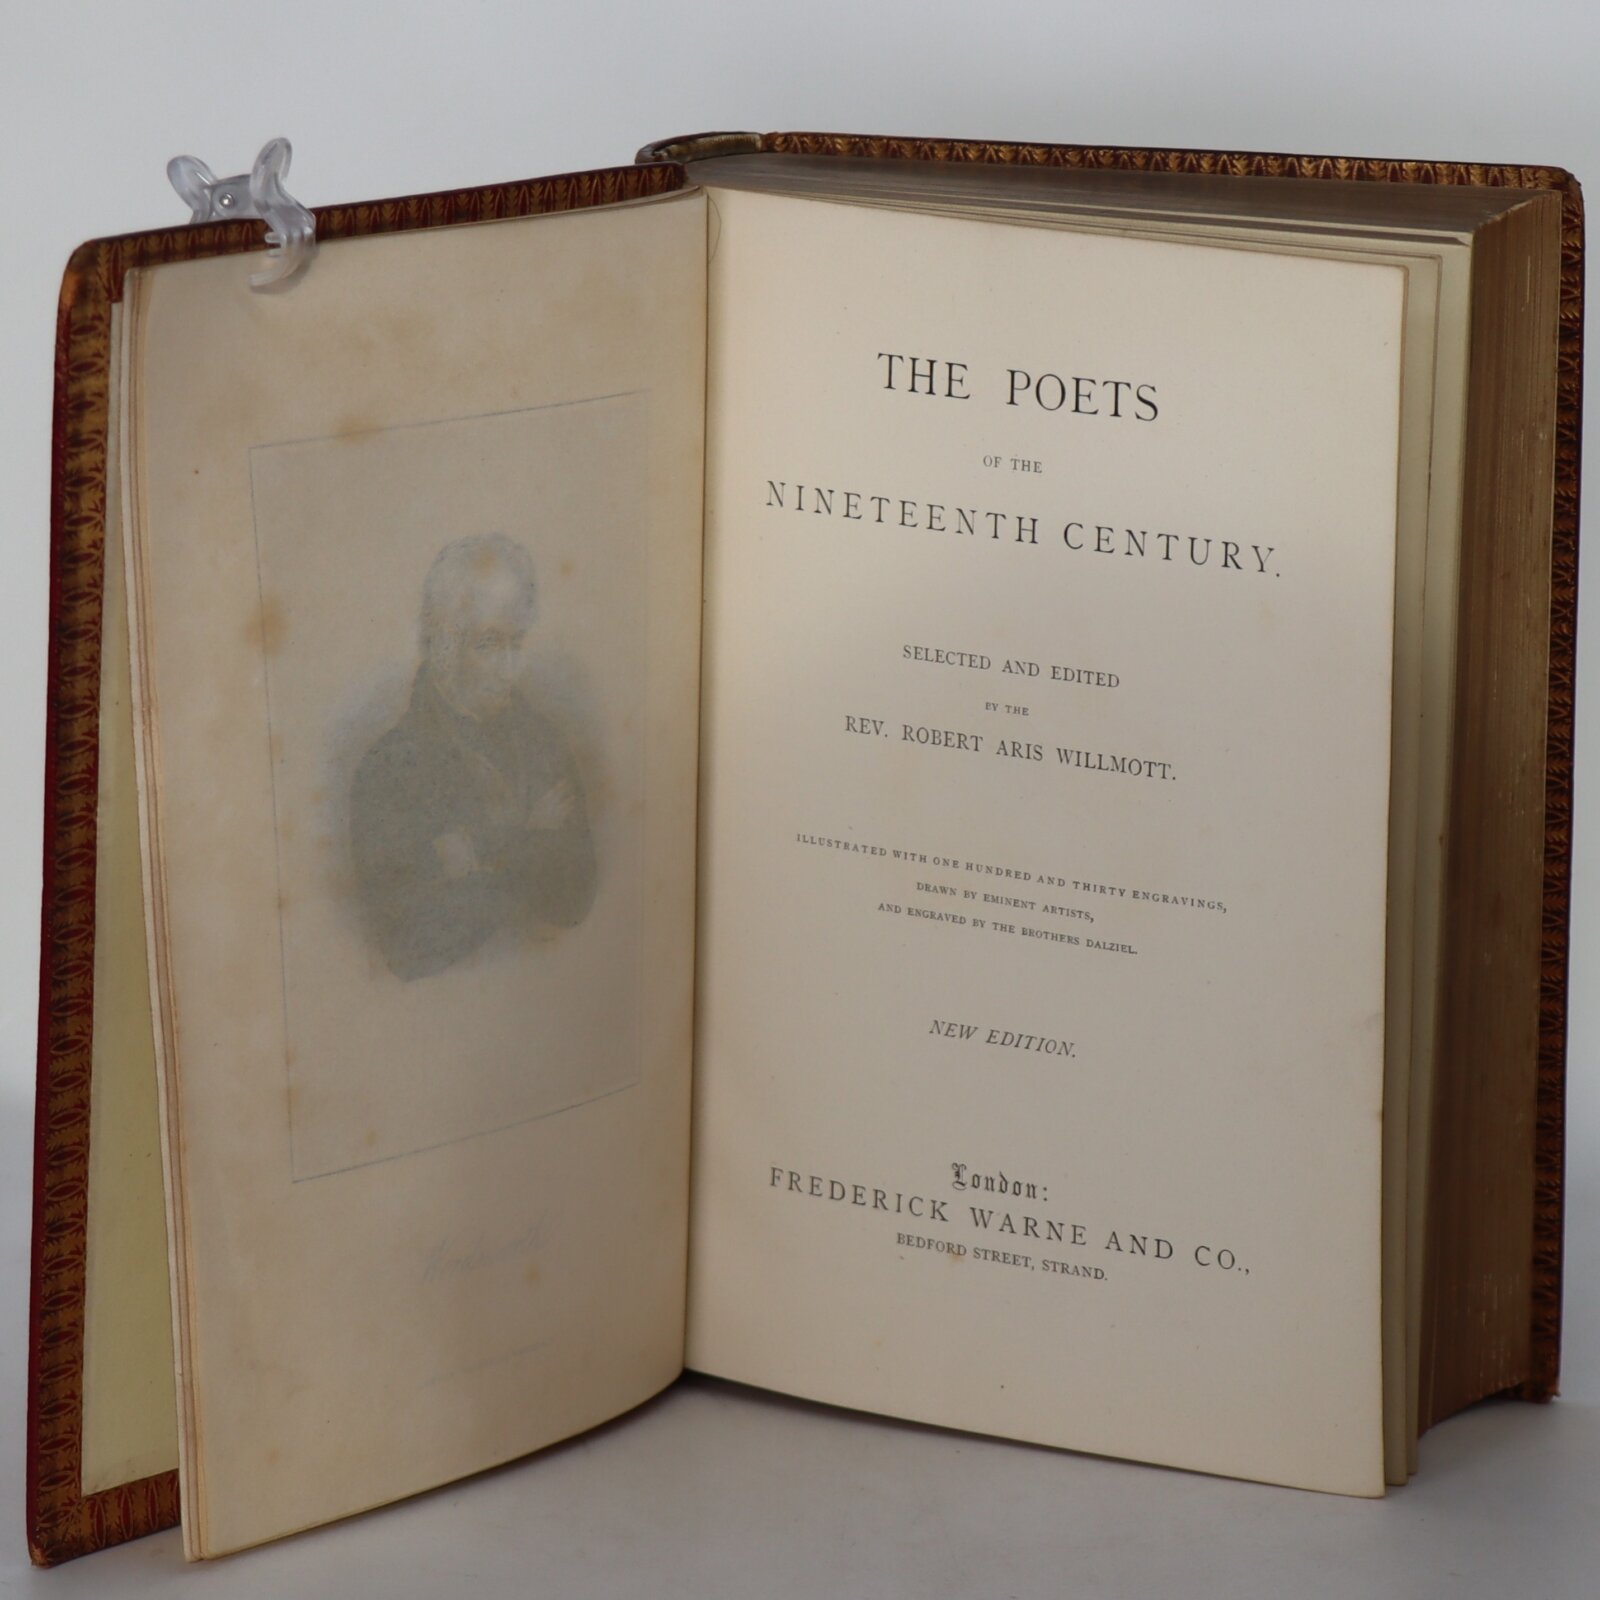 THE POETS
OF THE
NINETEENTH CENTURY.
SELECTED AND EDITED
BY THE
REV. ROBERT ARIS WILLMOTT.
ILLUSTRATED WITH ONE HUNDRED AND THIRTY ENGRAVINGS,
DRAWN BY EMINENT ARTISTS,
AND ENGRAVED BY THE BROTHERS DALZIEL.
NEW EDITION.
London:
FREDERICK WARNE AND CO.,
BEDFORD STREET, STRAND.